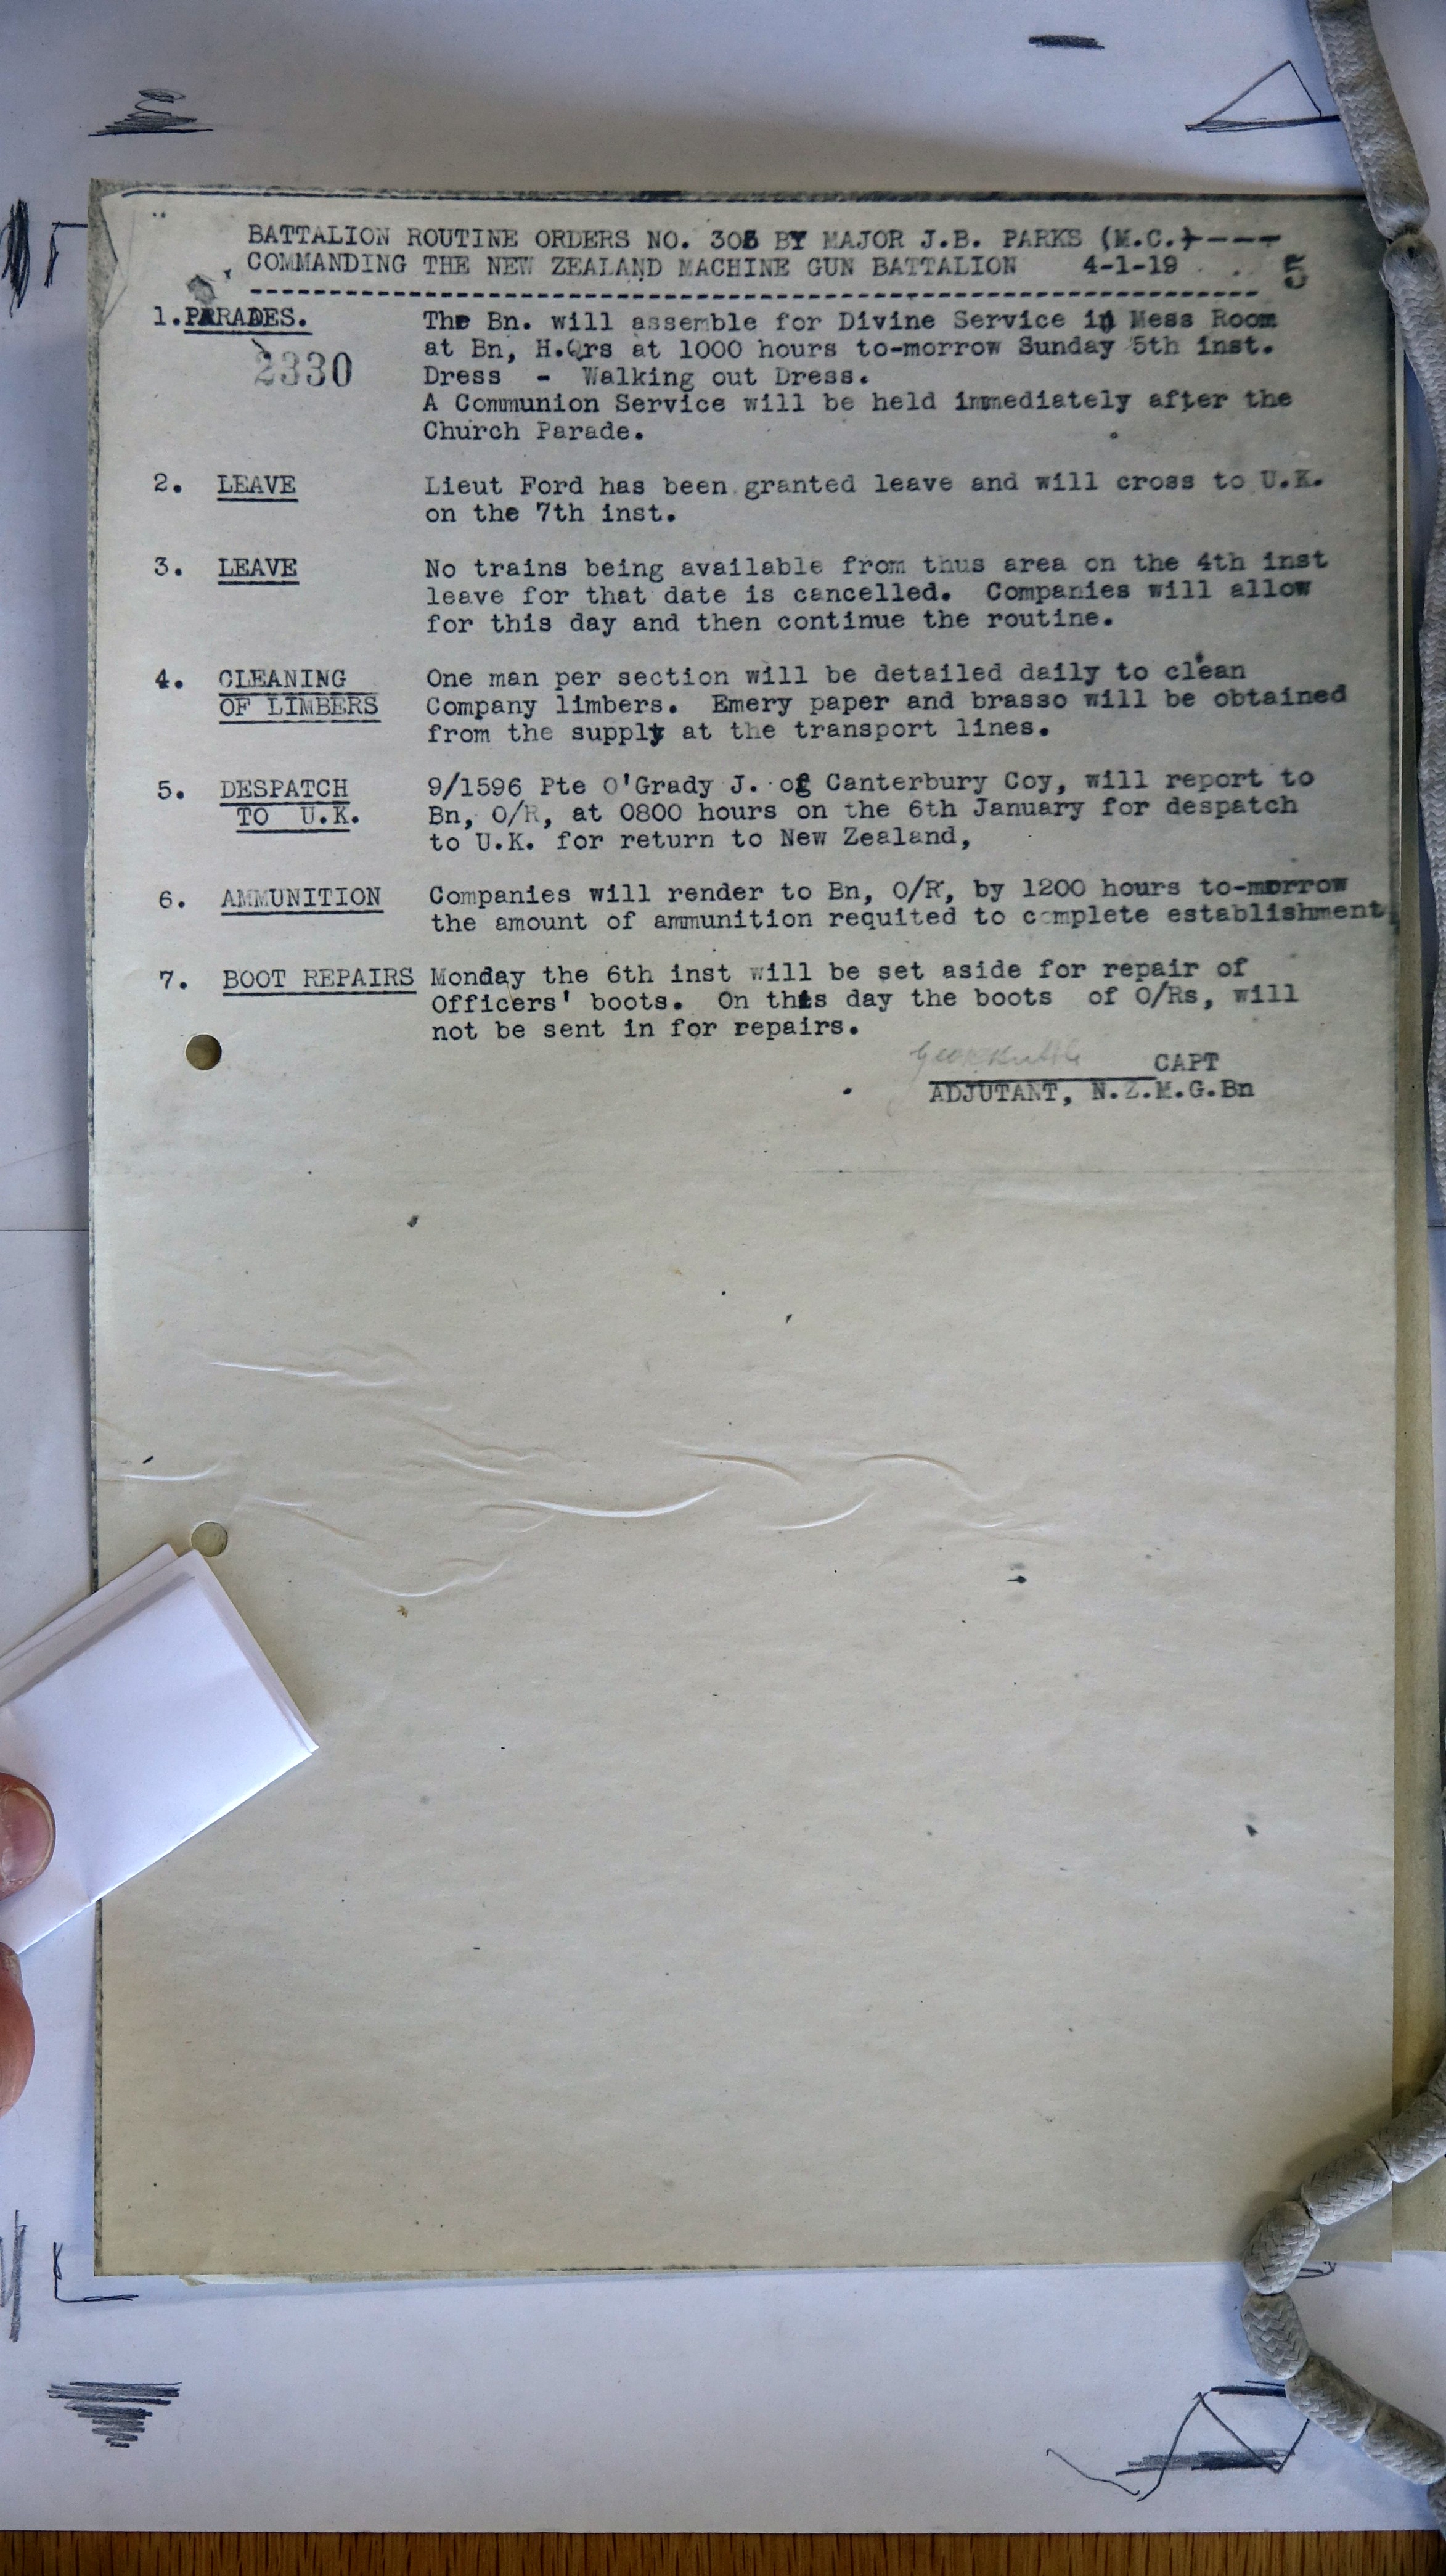 BATTALION ROUTINE ORDERS NO. 305 BY MAJOR J.B. PARKS (M.C.)----
COMMANDING THE NEW ZEALAND MACHINE GUN BATTALION 4-1-19
5
1. PARADES. The Bn. will assemble for Divine Service in Mess Room
at Bn, H.Qrs at 1000 hours to-morrow Sunday 5th inst.
2330 Dress - Walking out Dress.
A Communion Service will be held immediately after the
Church Parade.
2. LEAVE Lieut Ford has been granted leave and will cross to U.K.
on the 7th inst.
3. LEAVE No trains being available from thus area on the 4th inst
leave for that date is cancelled. Companies will allow
for this day and then continue the routine.
4. CLEANING One man per section will be detailed daily to clean
OF LIMBERS Company limbers. Emery paper and brasso will be obtained
from the supply at the transport lines.
5. DESPATCH 9/1596 Pte O'Grady J. of Canterbury Coy, will report to
TO U.K. Bn, O/R, at 0800 hours on the 6th January for despatch
to U.K. for return to New Zealand,
6. AMMUNITION Companies will render to Bn, O/R, by 1200 hours to-morrow
the amount of ammunition requited to complete establishment
7. BOOT REPAIRS Monday the 6th inst will be set aside for repair of
Officers' boots. On this day the boots of O/Rs, will
not be sent in for repairs.
CAPT
ADJUTANT, N.Z.M.G.Bn